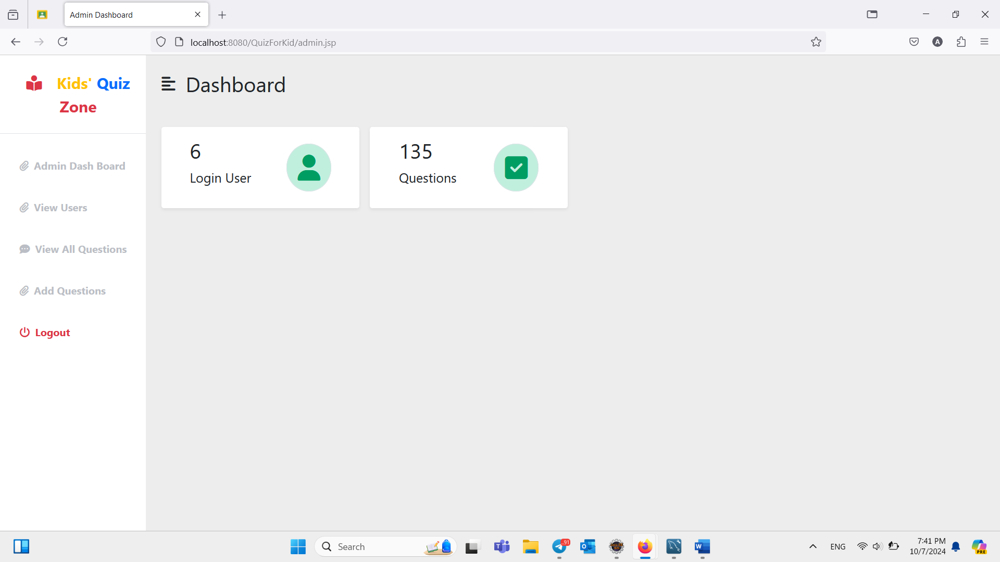 Admin Dashboard
localhost:8080/QuizForKid/admin.jsp
A
Kids' Quiz
Zone
Dashboard
6
Login User
135
Questions
Admin Dash Board
View Users
View All Questions
Add Questions
Logout
Search
..91
ENG
7:41 PM
10/7/2024
PRE